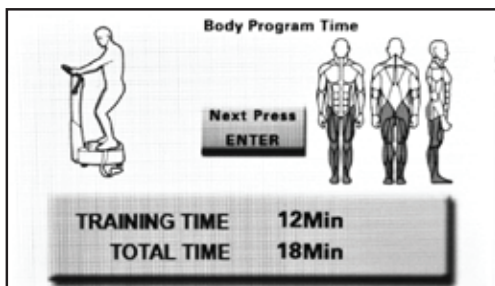 Body Program Time
Next Press
ENTER
TRAINING TIME 12Min
TOTAL TIME 18Min